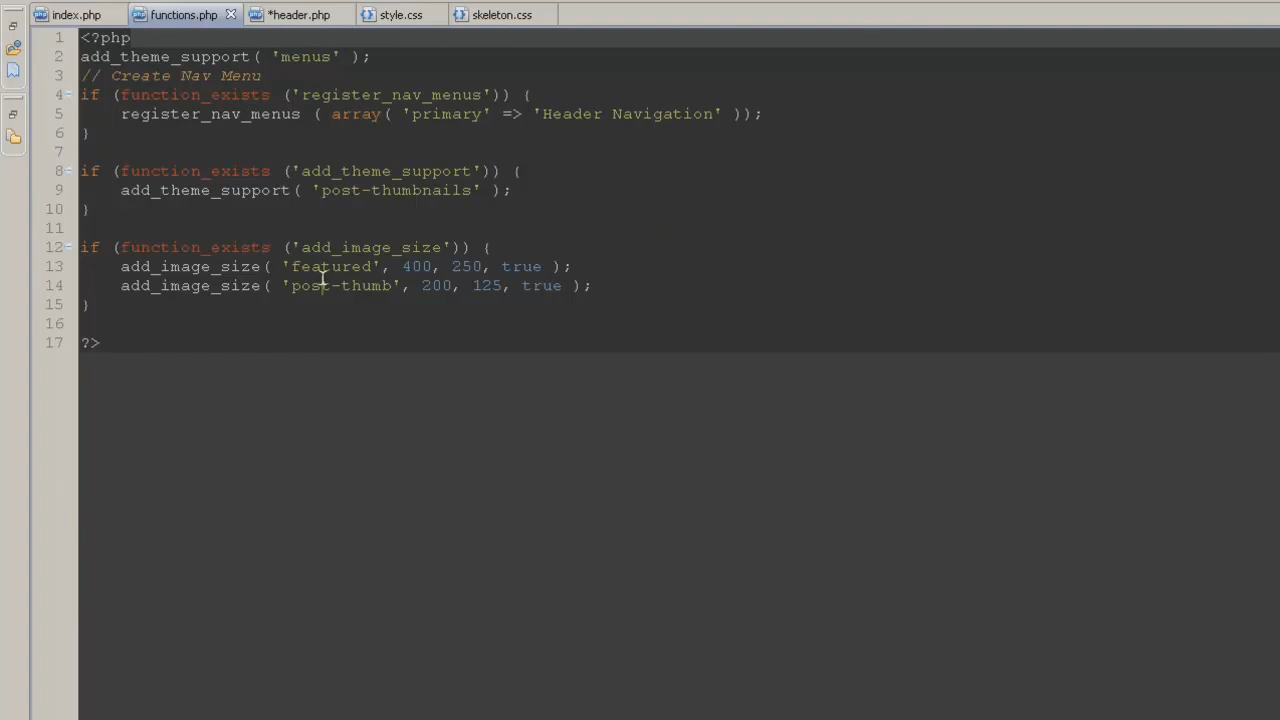 index.php functions.php *header.php style.css skeleton.css
1 <?php
2 add_theme_support( 'menus' );
3 // Create Nav Menu
4 if (function_exists ('register_nav_menus')) {
5     register_nav_menus ( array( 'primary' => 'Header Navigation' ));
6 }
7
8 if (function_exists ('add_theme_support')) {
9     add_theme_support( 'post-thumbnails' );
10 }
11
12 if (function_exists ('add_image_size')) {
13     add_image_size( 'featured', 400, 250, true );
14     add_image_size( 'post-thumb', 200, 125, true );
15 }
16
17 ?>